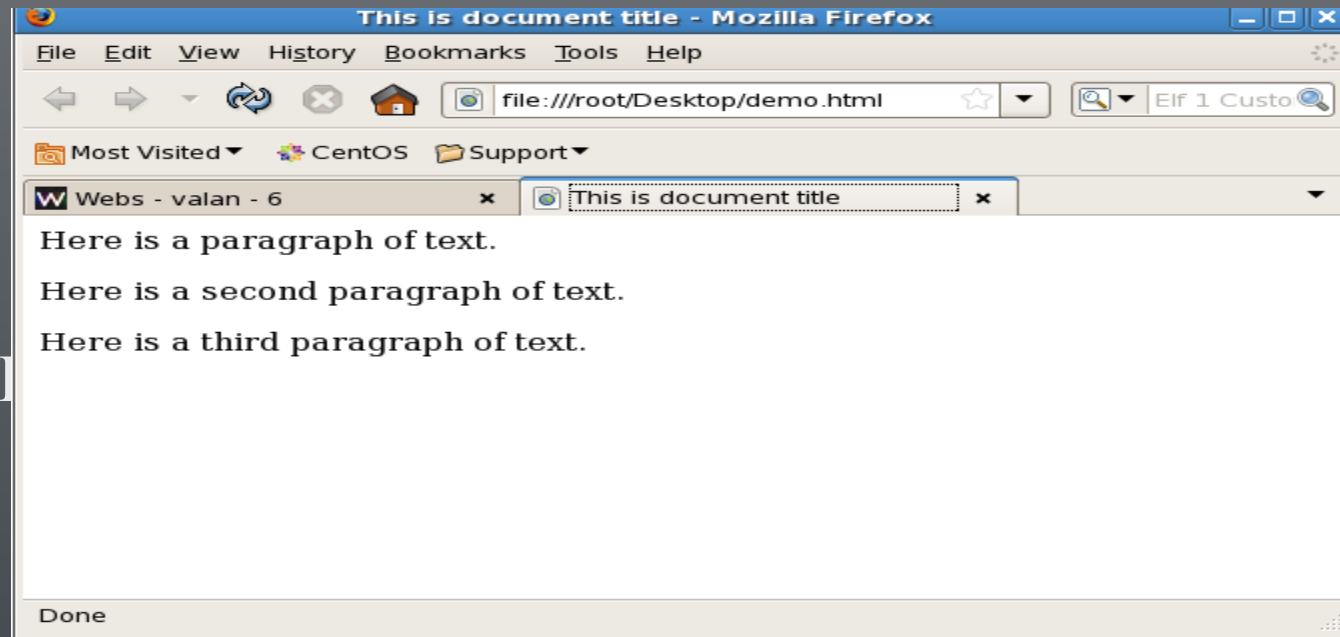 This is document title - Mozilla Firefox
File Edit View History Bookmarks Tools Help
file:///root/Desktop/demo.html Elf 1 Custo
Most Visited CentOS Support
W Webs - valan - 6 This is document title
Here is a paragraph of text.
Here is a second paragraph of text.
Here is a third paragraph of text.
Done